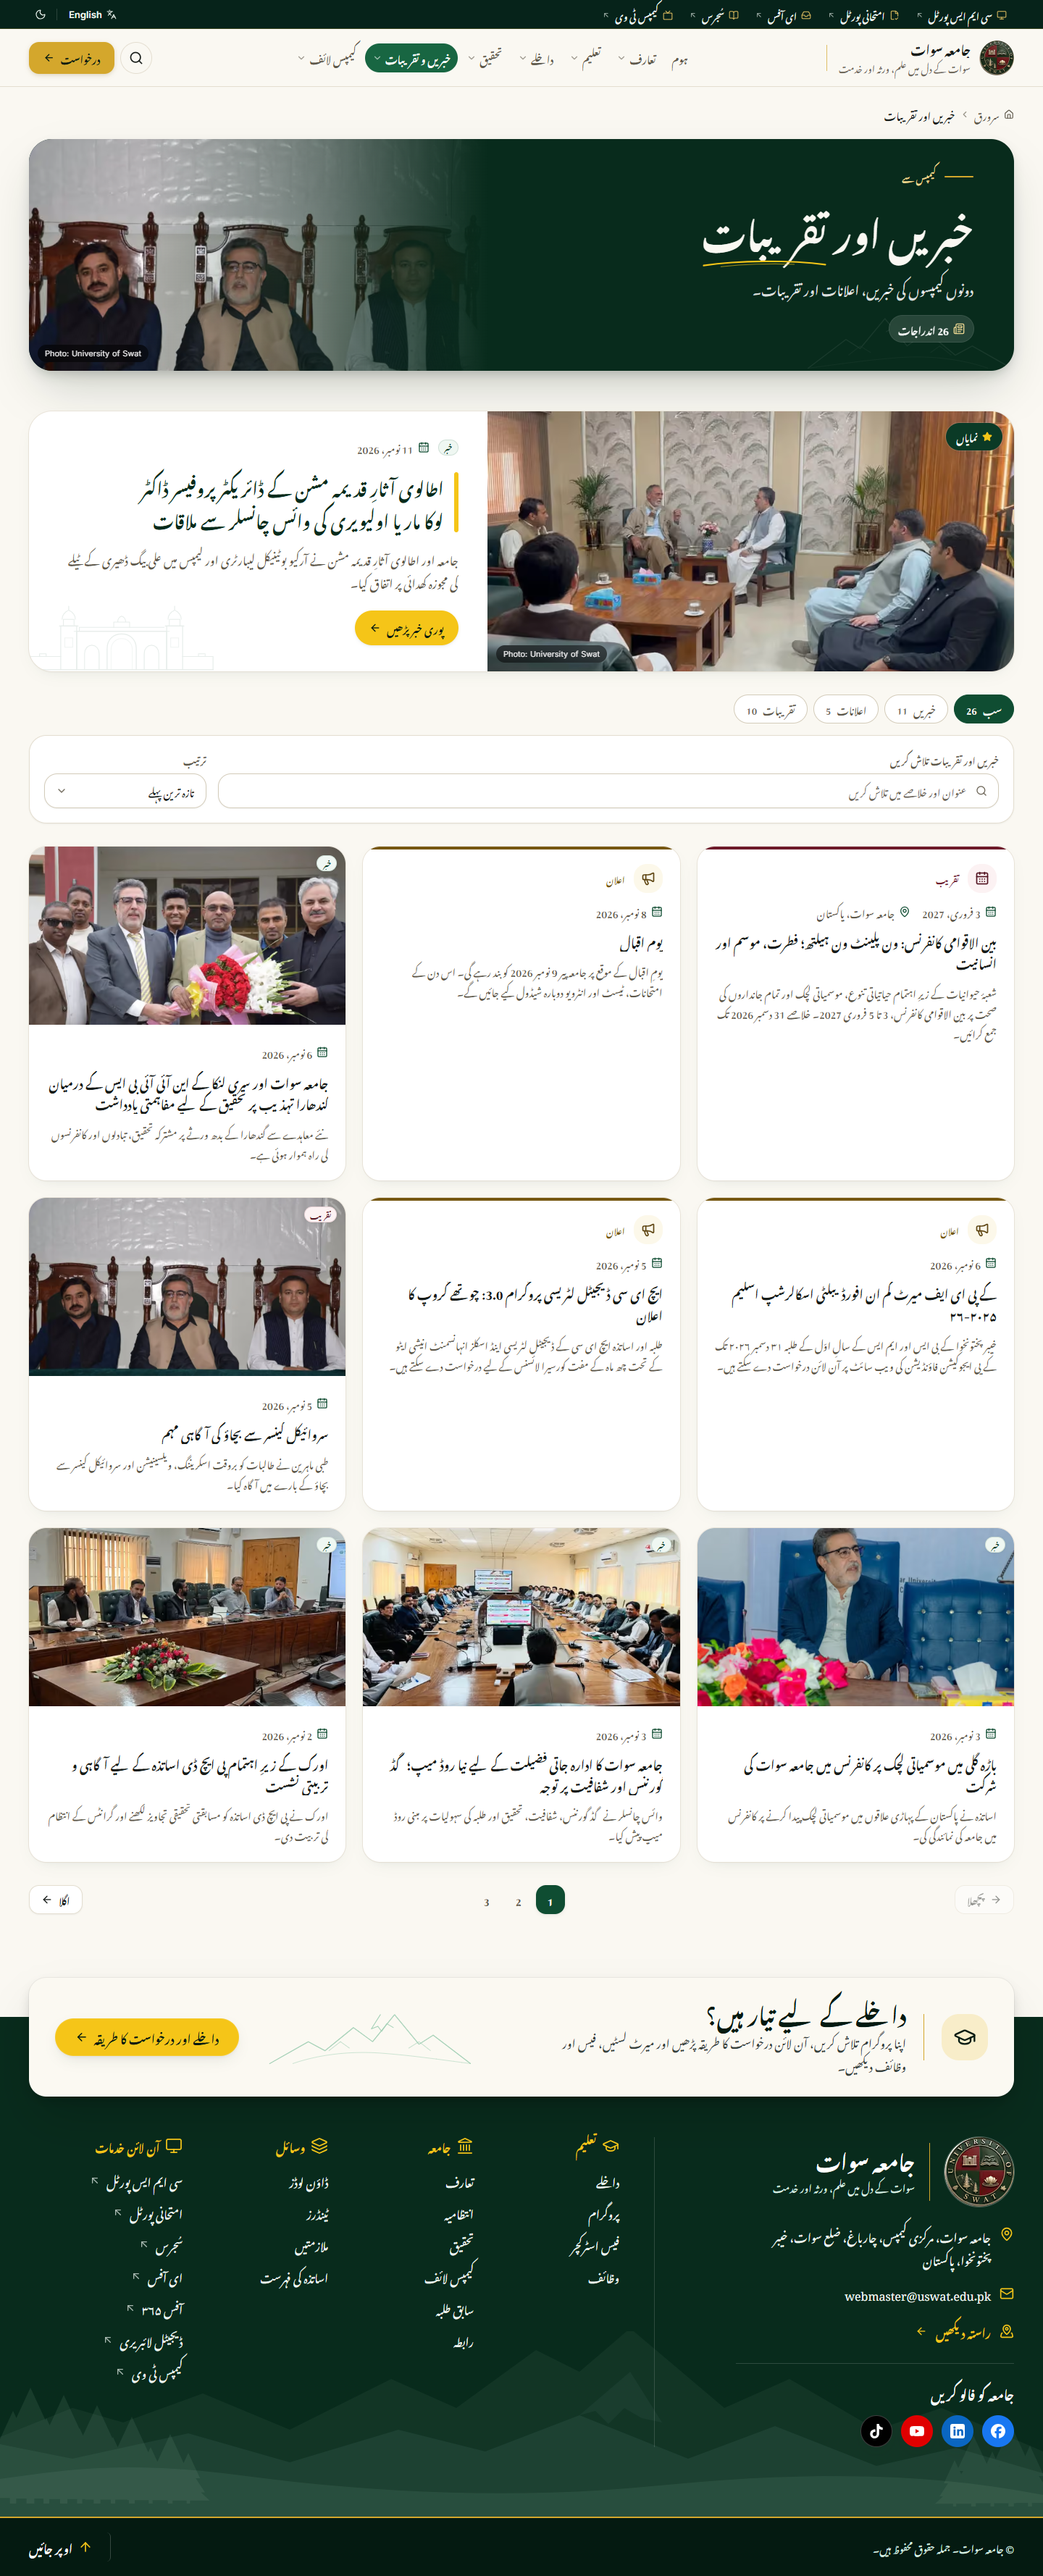 سی ایم ایس پورٹل
امتحانی پورٹل
ای آفس
سُجرس
کیمپس ٹی وی
English
جامعہ سوات
سوات کے دل میں علم، ورثہ اور خدمت
ہوم
تعارف
تعلیم
داخلے
تحقیق
خبریں و تقریبات
کیمپس لائف
درخواست
سرورق
خبریں اور تقریبات
کیمپس سے
خبریں اور تقریبات
دونوں کیمپسوں کی خبریں، اعلانات اور تقریبات۔
26 اندراجات
Photo: University of Swat
نمایاں
Photo: University of Swat
خبر
11 نومبر، 2026
اطالوی آثارِ قدیمہ مشن کے ڈائریکٹر پروفیسر ڈاکٹر
لوکا ماریا اولیویری کی وائس چانسلر سے ملاقات
جامعہ اور اطالوی آثارِ قدیمہ مشن نے آرکیو بوٹینیکل لیبارٹری اور کیمپس میں علی بیگ ڈھیری کے ٹیلے
کی مجوزہ کھدائی پر اتفاق کیا۔
پوری خبر پڑھیں
سب 26
خبریں 11
اعلانات 5
تقریبات 10
خبریں اور تقریبات تلاش کریں
عنوان اور خلاصے میں تلاش کریں
ترتیب
تازہ ترین پہلے
تقریب
3 فروری، 2027
جامعہ سوات، پاکستان
بین الاقوامی کانفرنس: ون پلینٹ ون ہیلتھ؛ فطرت، موسم اور
انسانیت
شعبۂ حیوانیات کے زیرِ اہتمام حیاتیاتی تنوع، موسمیاتی لچک اور تمام جانداروں کی
صحت پر بین الاقوامی کانفرنس، 3 تا 5 فروری 2027۔ خلاصے 31 دسمبر 2026 تک
جمع کرائیں۔
اعلان
8 نومبر، 2026
یومِ اقبال
یومِ اقبال کے موقع پر جامعہ پیر 9 نومبر 2026 کو بند رہے گی۔ اس دن کے
امتحانات، ٹیسٹ اور انٹرویو دوبارہ شیڈول کیے جائیں گے۔
خبر
6 نومبر، 2026
جامعہ سوات اور سری لنکا کے این آئی آئی بی ایس کے درمیان
گندھارا تہذیب پر تحقیق کے لیے مفاہمتی یادداشت
نئے معاہدے سے گندھارا کے بدھ ورثے پر مشترکہ تحقیق، تبادلوں اور کانفرنسوں
کی راہ ہموار ہوئی ہے۔
اعلان
6 نومبر، 2026
کے پی ای ایف میرٹ کم ان افورڈیبلٹی اسکالرشپ اسکیم
۲۰۲۵-۲۶
خیبر پختونخوا کے بی ایس اور ایم ایس کے سالِ اوّل کے طلبہ ۳۱ دسمبر ۲۰۲۶ تک
کے پی ایجوکیشن فاؤنڈیشن کی ویب سائٹ پر آن لائن درخواست دے سکتے ہیں۔
اعلان
5 نومبر، 2026
ایچ ای سی ڈیجیٹل لٹریسی پروگرام 3.0: چوتھے گروپ کا
اعلان
طلبہ اور اساتذہ ایچ ای سی کے ڈیجیٹل لٹریسی اینڈ اسکلز انہانسمنٹ انیشی ایٹو
کے تحت چھ ماہ کے مفت کورسیرا لائسنس کے لیے درخواست دے سکتے ہیں۔
تقریب
5 نومبر، 2026
سروائیکل کینسر سے بچاؤ کی آگاہی مہم
طبی ماہرین نے طالبات کو بروقت اسکریننگ، ویکسینیشن اور سروائیکل کینسر سے
بچاؤ کے بارے میں آگاہ کیا۔
خبر
3 نومبر، 2026
باڑہ گلی میں موسمیاتی لچک پر کانفرنس میں جامعہ سوات کی
شرکت
اساتذہ نے پاکستان کے پہاڑی علاقوں میں موسمیاتی لچک پیدا کرنے پر کانفرنس
میں جامعہ کی نمائندگی کی۔
خبر
3 نومبر، 2026
جامعہ سوات کا ادارہ جاتی فضیلت کے لیے نیا روڈ میپ؛ گڈ
گورننس اور شفافیت پر توجہ
وائس چانسلر نے گڈ گورننس، شفافیت، تحقیق اور طلبہ کی سہولیات پر مبنی روڈ
میپ پیش کیا۔
خبر
2 نومبر، 2026
اورک کے زیرِ اہتمام پی ایچ ڈی اساتذہ کے لیے آگاہی و
تربیتی نشست
اورک نے پی ایچ ڈی اساتذہ کو مسابقتی تحقیقی تجاویز لکھنے اور گرانٹس کے انتظام
کی تربیت دی۔
پچھلا
1
2
3
اگلا
داخلے کے لیے تیار ہیں؟
اپنا پروگرام تلاش کریں، آن لائن درخواست کا طریقہ پڑھیں اور میرٹ لسٹیں، فیس اور
وظائف دیکھیں۔
داخلے اور درخواست کا طریقہ
UNIVERSITY OF SWAT
جامعہ سوات
سوات کے دل میں علم، ورثہ اور خدمت
جامعہ سوات، مرکزی کیمپس، چارباغ، ضلع سوات، خیبر
پختونخوا، پاکستان
webmaster@uswat.edu.pk
راستہ دیکھیں
جامعہ کو فالو کریں
تعلیم
داخلے
پروگرام
فیس اسٹرکچر
وظائف
جامعہ
تعارف
انتظامیہ
تحقیق
کیمپس لائف
سابق طلبہ
رابطہ
وسائل
ڈاؤن لوڈز
ٹینڈرز
ملازمتیں
اساتذہ کی فہرست
آن لائن خدمات
سی ایم ایس پورٹل
امتحانی پورٹل
سُجرس
ای آفس
آفس ۳۶۵
ڈیجیٹل لائبریری
کیمپس ٹی وی
© جامعہ سوات۔ جملہ حقوق محفوظ ہیں۔
اوپر جائیں